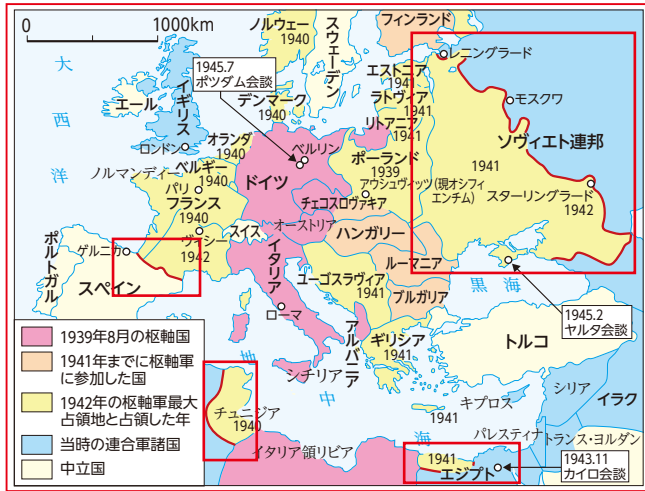 0 1000km
ノルウェー
1940
スウェーデン
フィンランド
大西洋
1945.7
ポツダム会談
エストニア
1941
レニングラード
イギリス
エール
デンマーク
1940
ラトヴィア
1941
モスクワ
リトアニア
1941
ソヴィエト連邦
ロンドン
オランダ
1940
ベルリン
ノルマンディー
ベルギー
1940
ドイツ
ポーランド
1939
1941
パリ
フランス
1940
アウシュヴィッツ(現オシフィエンチム)
スターリングラード
1942
チェコスロヴァキア
ヴィシー
1942
スイス
オーストリア
ハンガリー
ポルトガル
ゲルニカ
スペイン
イタリア
ルーマニア
ユーゴスラヴィア
1941
黒海
1945.2
ヤルタ会談
ブルガリア
ローマ
アルバニア
トルコ
1939年8月の枢軸国
1941年までに枢軸軍
に参加した国
1942年の枢軸軍最大
占領地と占領した年
当時の連合軍諸国
中立国
ギリシア
1941
地中海
シチリア
チュニジア
1940
キプロス
シリア
イラク
1941
パレスティナ
トランス・ヨルダン
イタリア領リビア
1941
エジプト
1943.11
カイロ会談